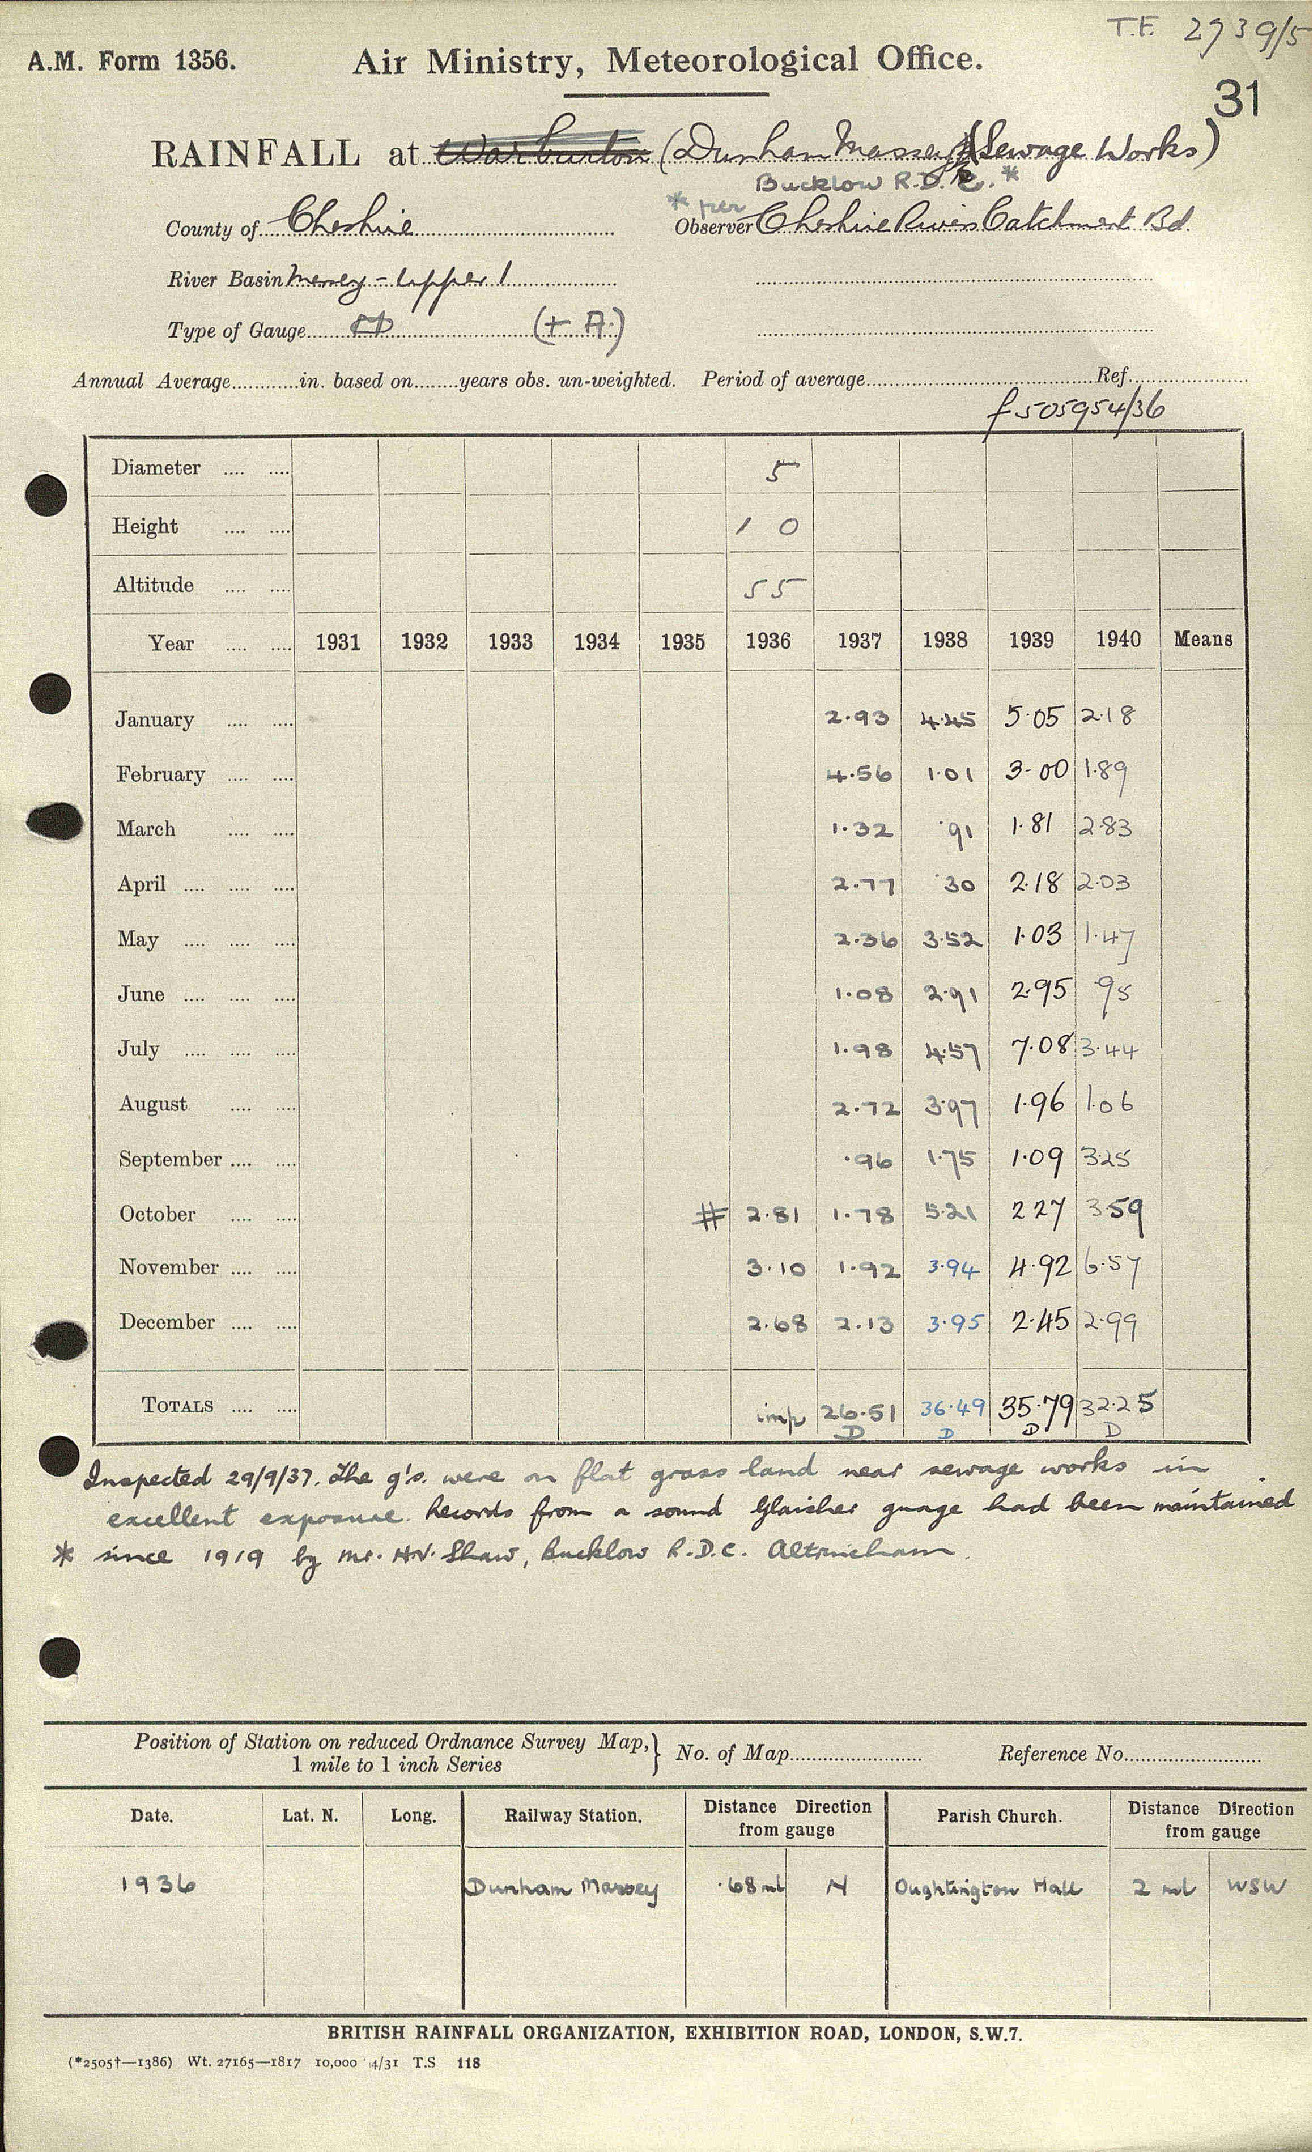 T.F. 2939/5
A.M. Form 1356. Air Ministry, Meteorological Office.
31
RAINFALL at Warburton (Dunham Massey (Sewage Works)
Bucklow R.D.C. *
* per
County of Cheshire Observer Cheshire Rivers Catchment Bd.
River Basin Mersey - Upper 1
Type of Gauge (+ A.)
Annual Average in. based on years obs. un-weighted. Period of average Ref.
f 505954/36
Diameter .... .... 5
Height .... .... 1 0
Altitude .... .... 55
Year .... .... 1931 1932 1933 1934 1935 1936 1937 1938 1939 1940 Means
January .... .... 2.93 4.45 5.05 2.18
February .... .... 4.56 1.01 3.00 1.89
March .... .... 1.32 .91 1.81 2.83
April .... .... .... 2.77 .30 2.18 2.03
May .... .... .... 2.36 3.52 1.03 1.47
June .... .... .... 1.08 2.91 2.95 .95
July .... .... .... 1.98 4.57 7.08 3.44
August .... .... 2.72 3.97 1.96 1.06
September .... .... .96 1.75 1.09 3.25
October .... .... # 2.81 1.78 5.21 2.27 3.59
November .... .... 3.10 1.92 3.94 4.92 6.57
December .... .... 2.68 2.13 3.95 2.45 2.99
TOTALS .... .... imp 26.51 36.49 35.79 32.25
D D D D
Inspected 29/9/37. The g's. were on flat grass land near sewage works in
excellent exposure. Records from a sound Glaisher guage had been maintained
* since 1919 by Mr. H.V. Shaw, Bucklow R.D.C. Altrincham.
Position of Station on reduced Ordnance Survey Map, } No. of Map Reference No.
1 mile to 1 inch Series
Date. Lat. N. Long. Railway Station. Distance Direction Parish Church. Distance Direction
from gauge from gauge
1936 Dunham Massey .68 ml N Oughtrington Hall 2 ml WSW
BRITISH RAINFALL ORGANIZATION, EXHIBITION ROAD, LONDON, S.W.7.
(*2505†—1386) Wt. 27165—1817 10,000 4/31 T.S 118